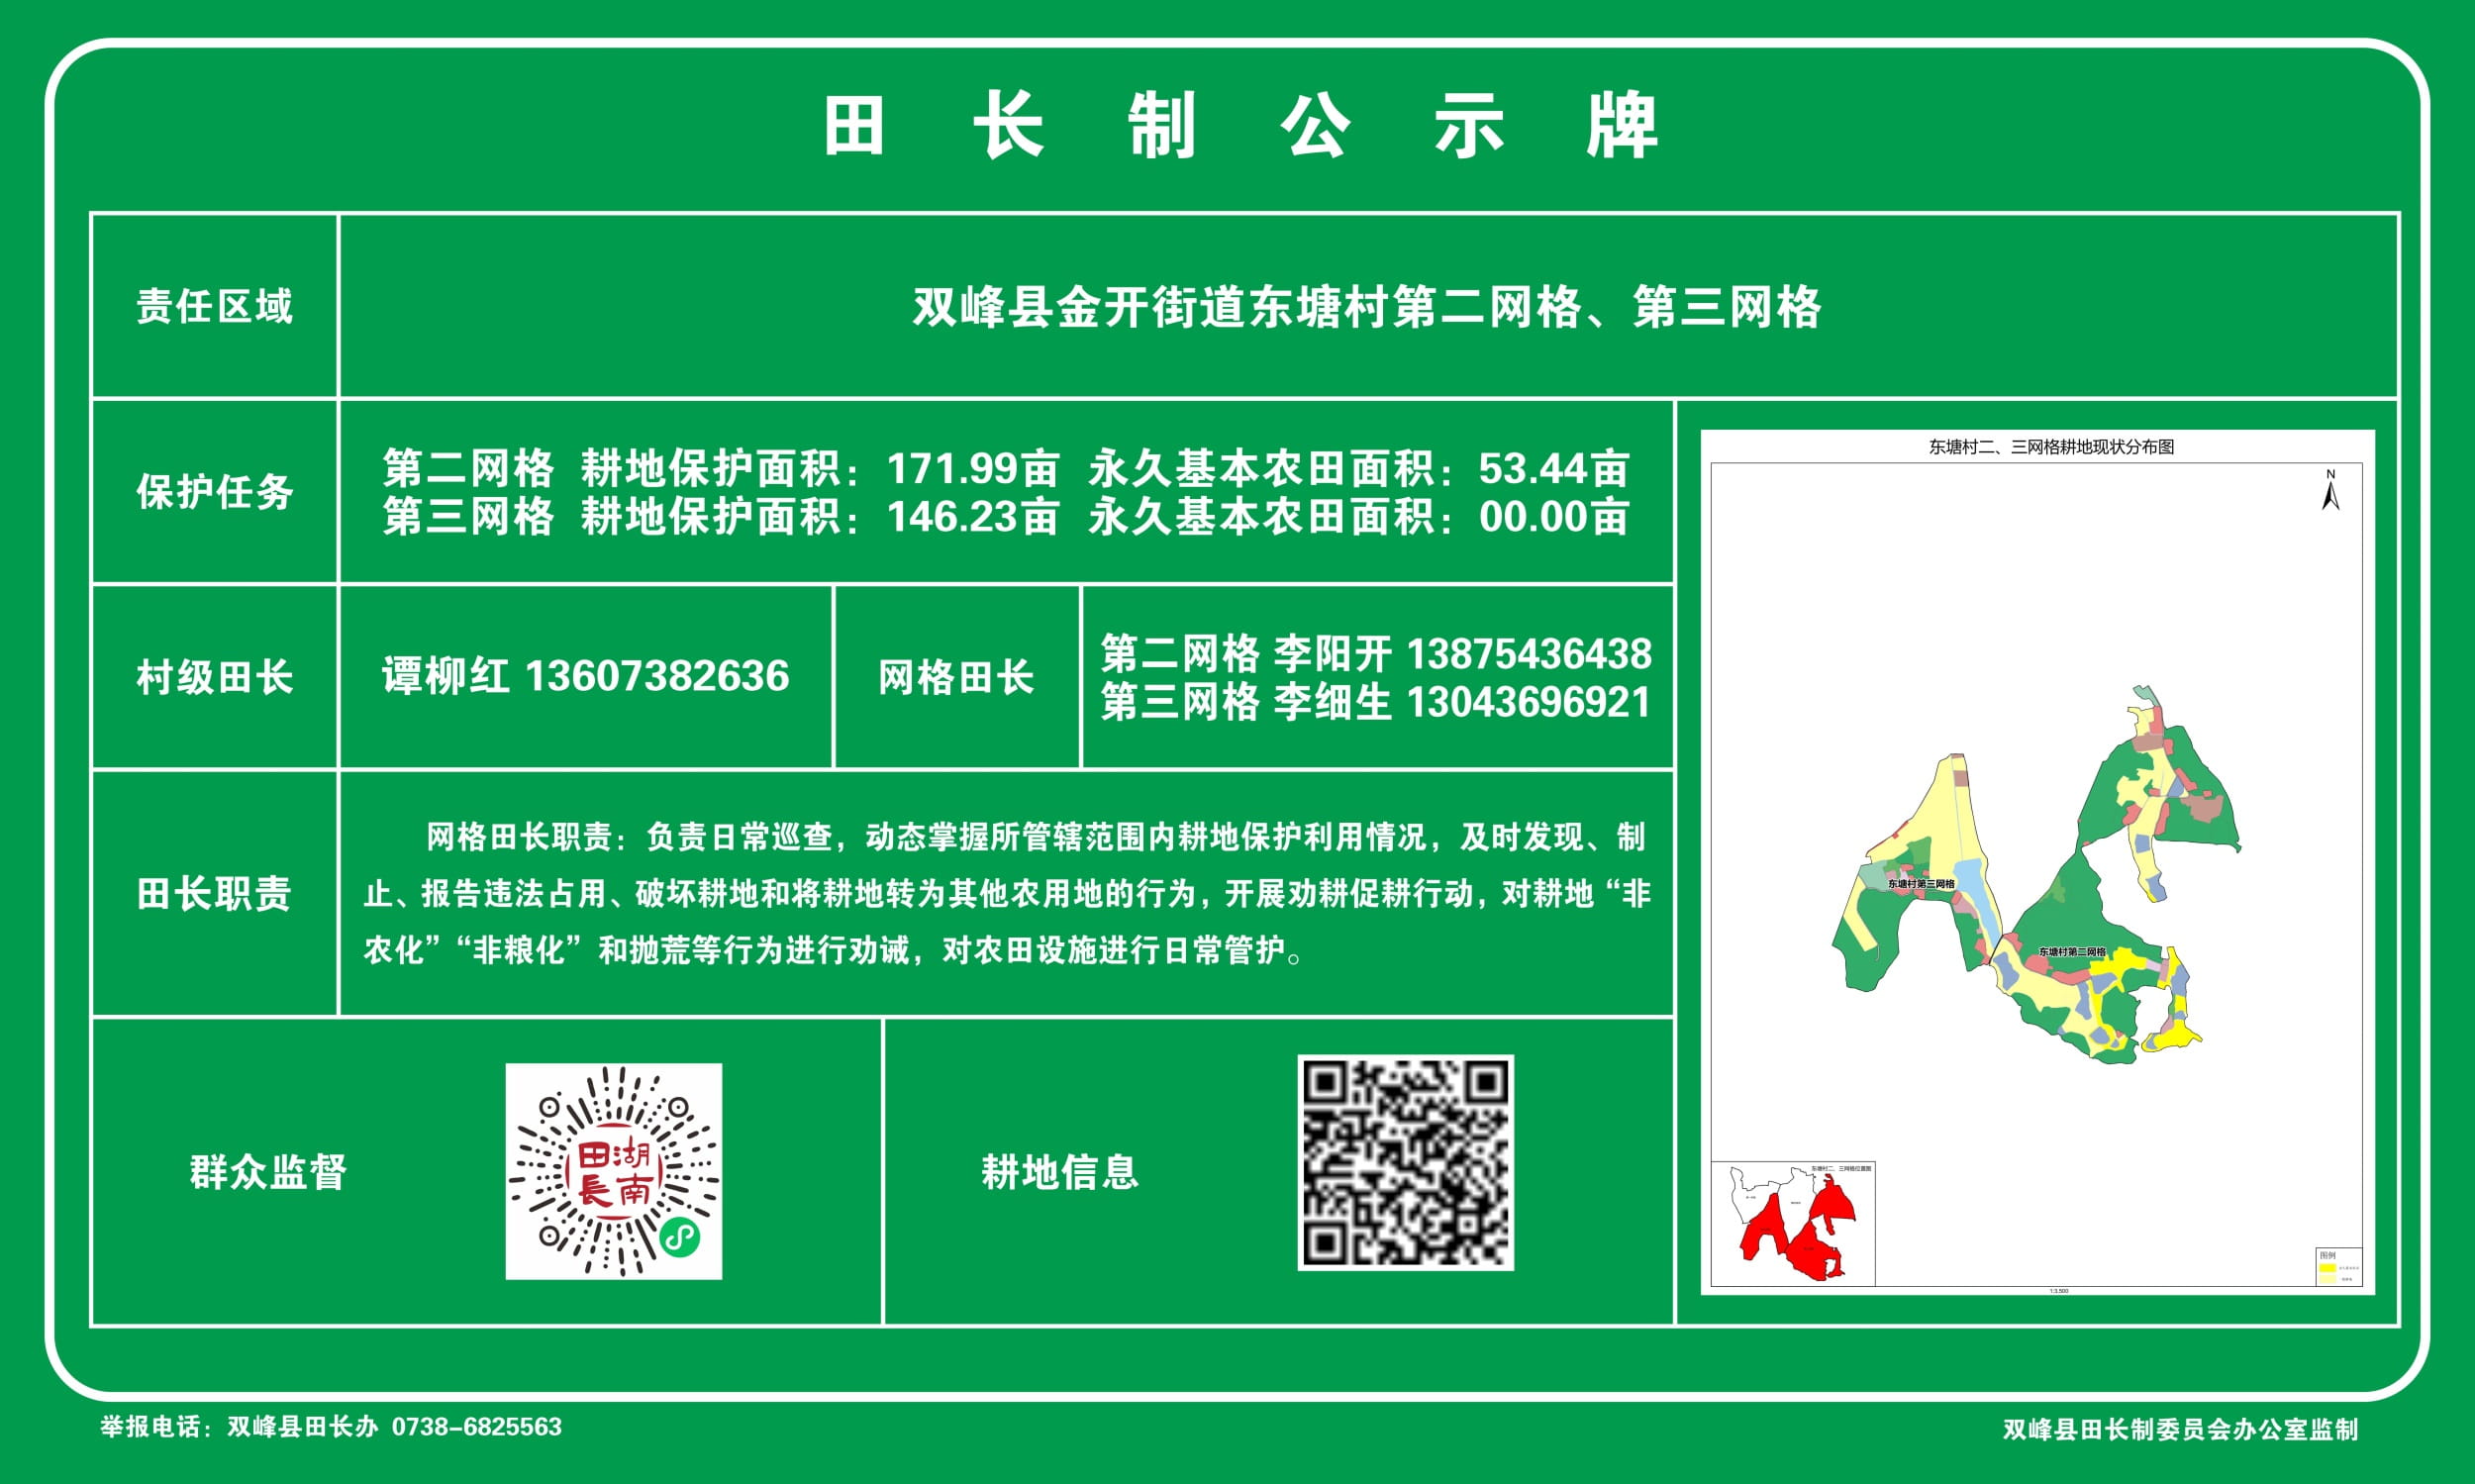 田长制公示牌
责任区域
双峰县金开街道东塘村第二网格、第三网格
保护任务
第二网格 耕地保护面积：171.99亩 永久基本农田面积：53.44亩
第三网格 耕地保护面积：146.23亩 永久基本农田面积：00.00亩
村级田长
谭柳红 13607382636
网格田长
第二网格 李阳开 13875436438
第三网格 李细生 13043696921
田长职责
网格田长职责：负责日常巡查，动态掌握所管辖范围内耕地保护利用情况，及时发现、制
止、报告违法占用、破坏耕地和将耕地转为其他农用地的行为，开展劝耕促耕行动，对耕地“非
农化”“非粮化”和抛荒等行为进行劝诫，对农田设施进行日常管护。
群众监督
湖南
田長
耕地信息
东塘村二、三网格耕地现状分布图
N
东塘村第三网格
东塘村第二网格
东塘村二、三网格位置图
图例
1:3,500
举报电话：双峰县田长办 0738-6825563
双峰县田长制委员会办公室监制